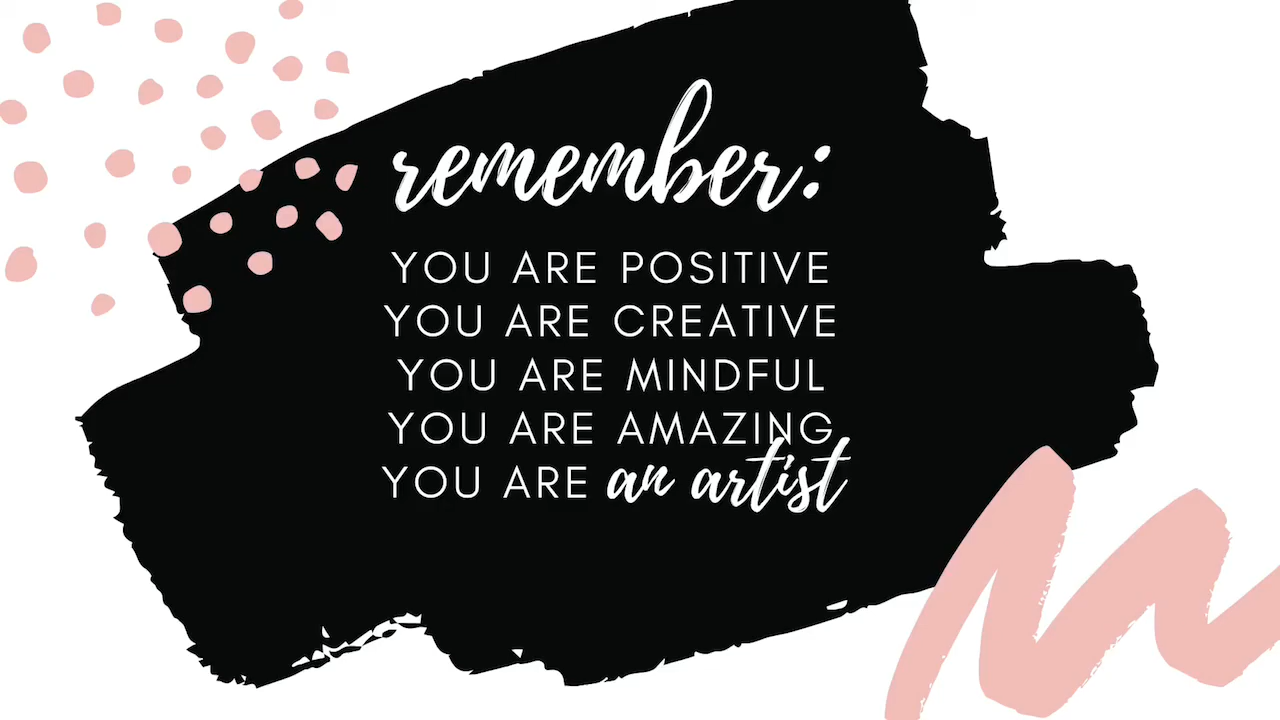 remember:
YOU ARE POSITIVE
YOU ARE CREATIVE
YOU ARE MINDFUL
YOU ARE AMAZING
YOU ARE an artist